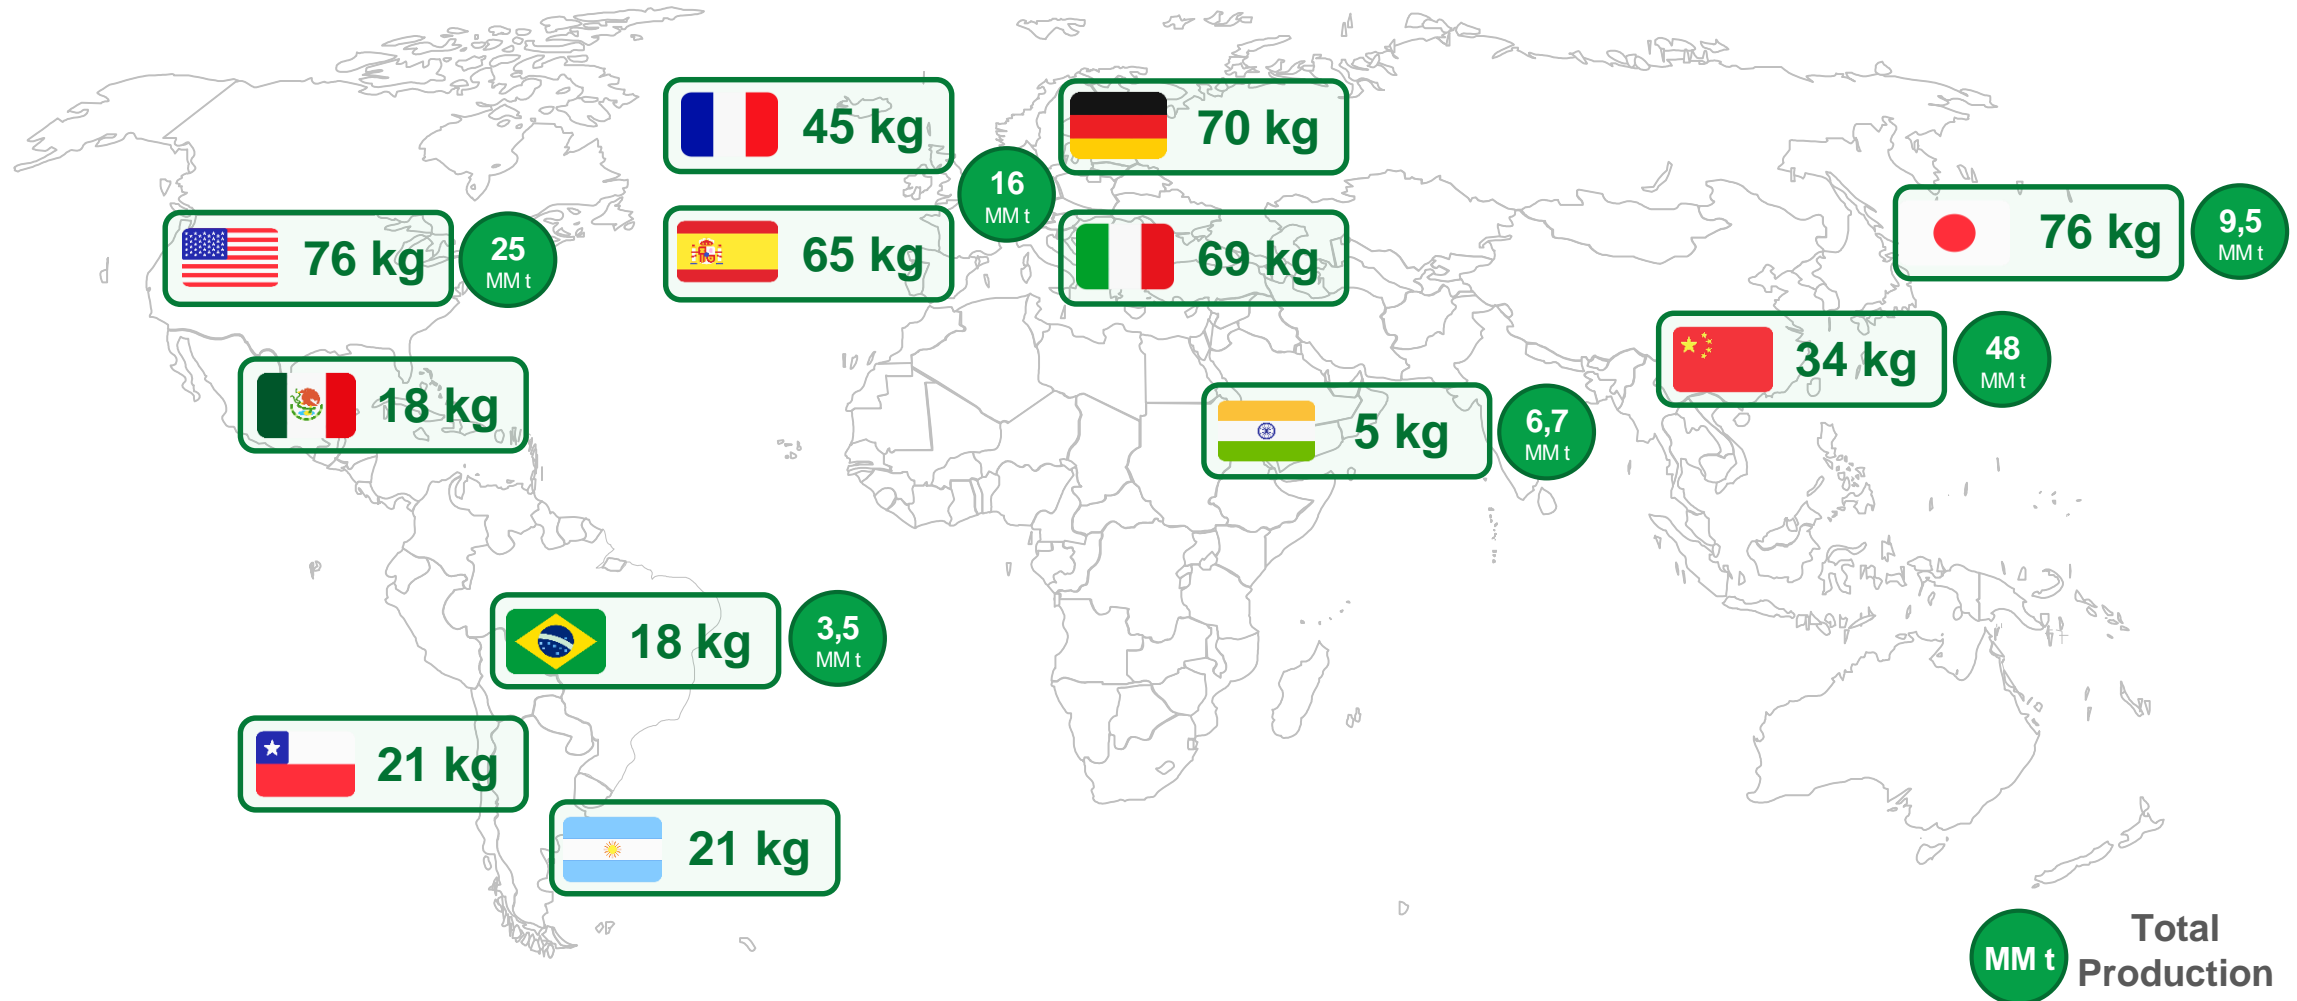 45 kg
70 kg
16
MM t
76 kg
25
MM t
65 kg
69 kg
76 kg
9,5
MM t
34 kg
48
MM t
18 kg
5 kg
6,7
MM t
18 kg
3,5
MM t
21 kg
21 kg
MM t
Total
Production